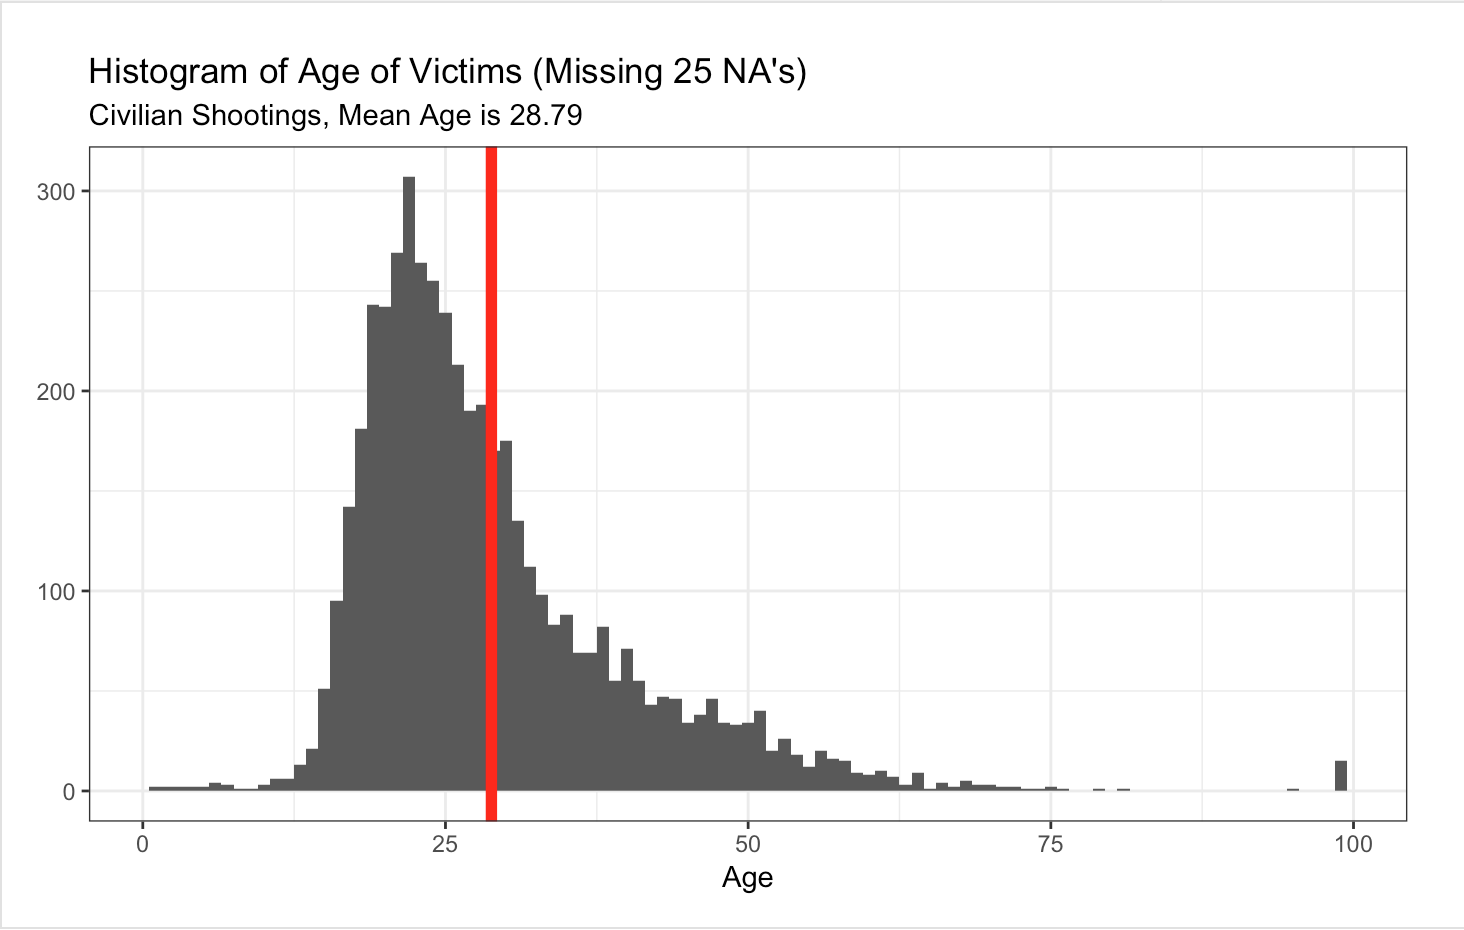 Histogram of Age of Victims (Missing 25 NA's)
Civilian Shootings, Mean Age is 28.79
300
200
100
0
0 25 50 75 100
Age